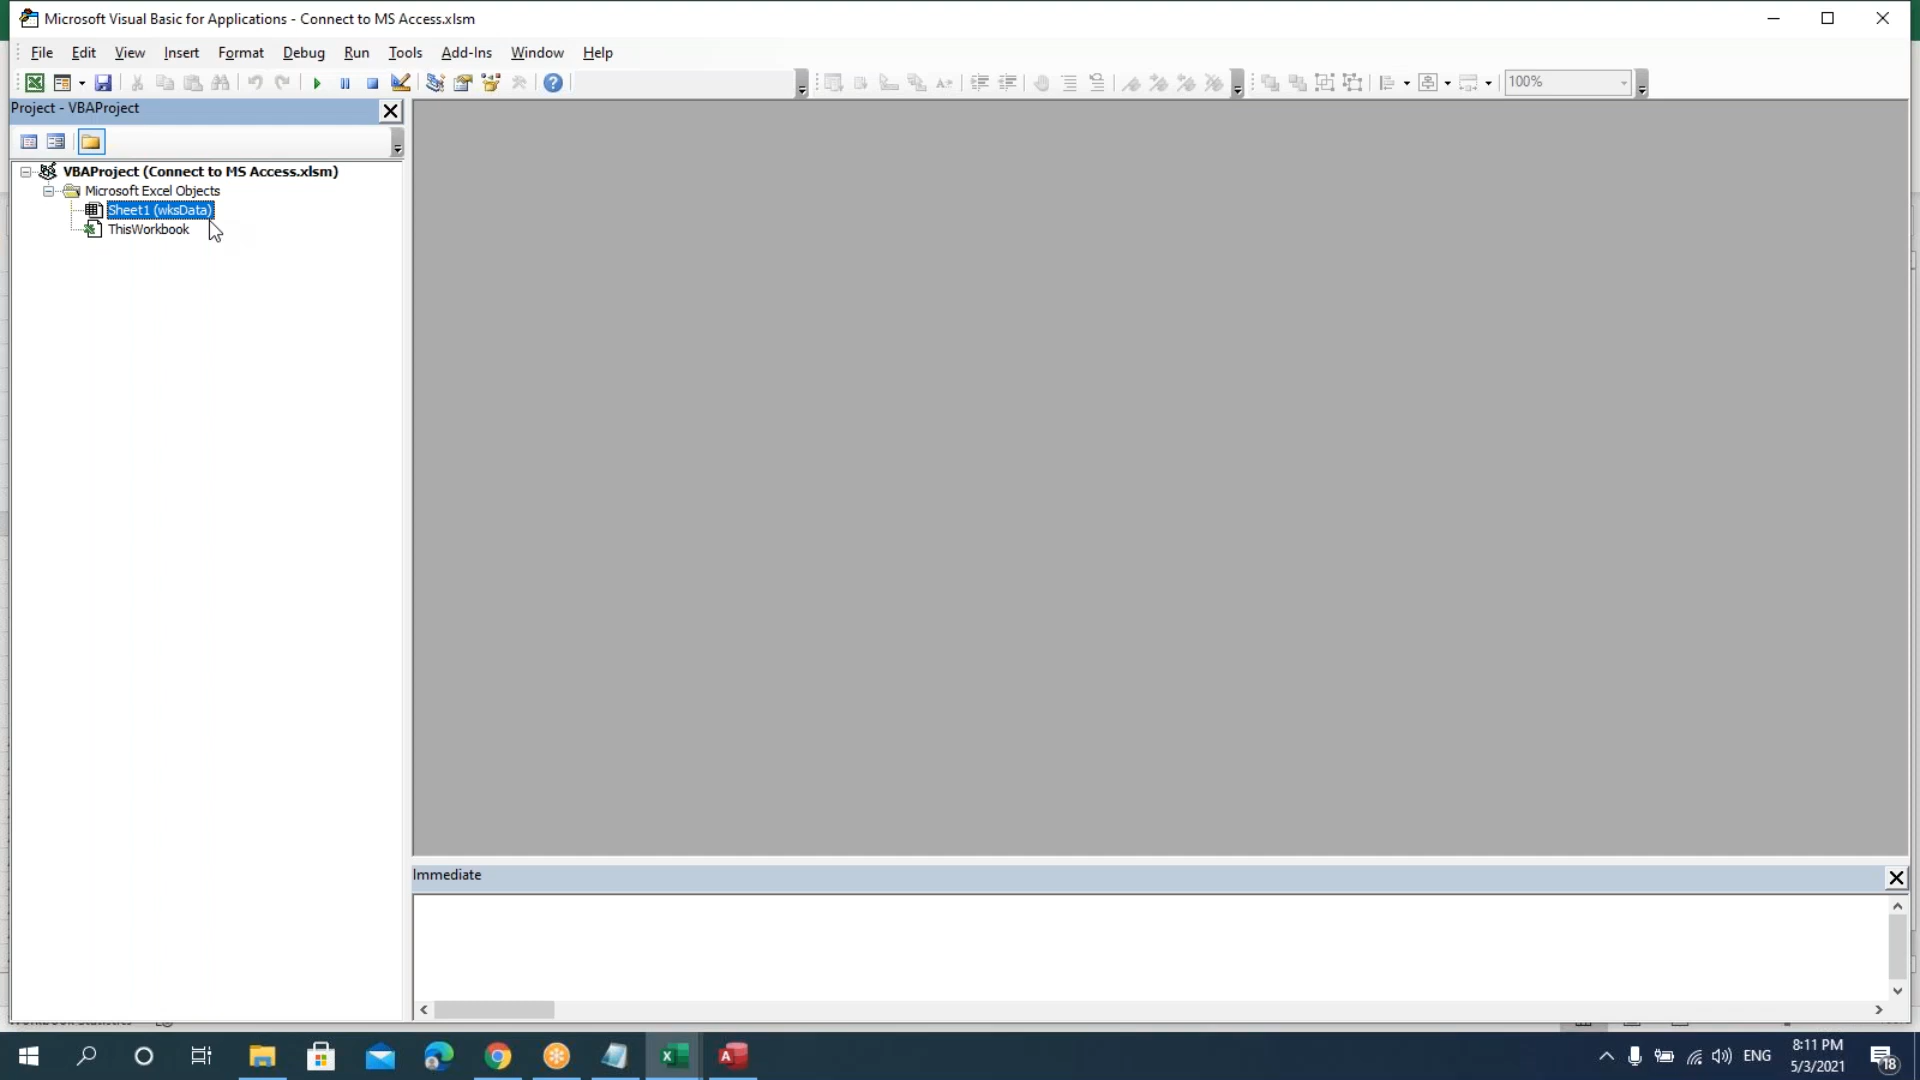 Microsoft Visual Basic for Applications - Connect to MS Access.xlsm
File Edit View Insert Format Debug Run Tools Add-Ins Window Help
100%
Project - VBAProject
VBAProject (Connect to MS Access.xlsm)
Microsoft Excel Objects
Sheet1 (wksData)
ThisWorkbook
Immediate
ENG
8:11 PM
5/3/2021
18